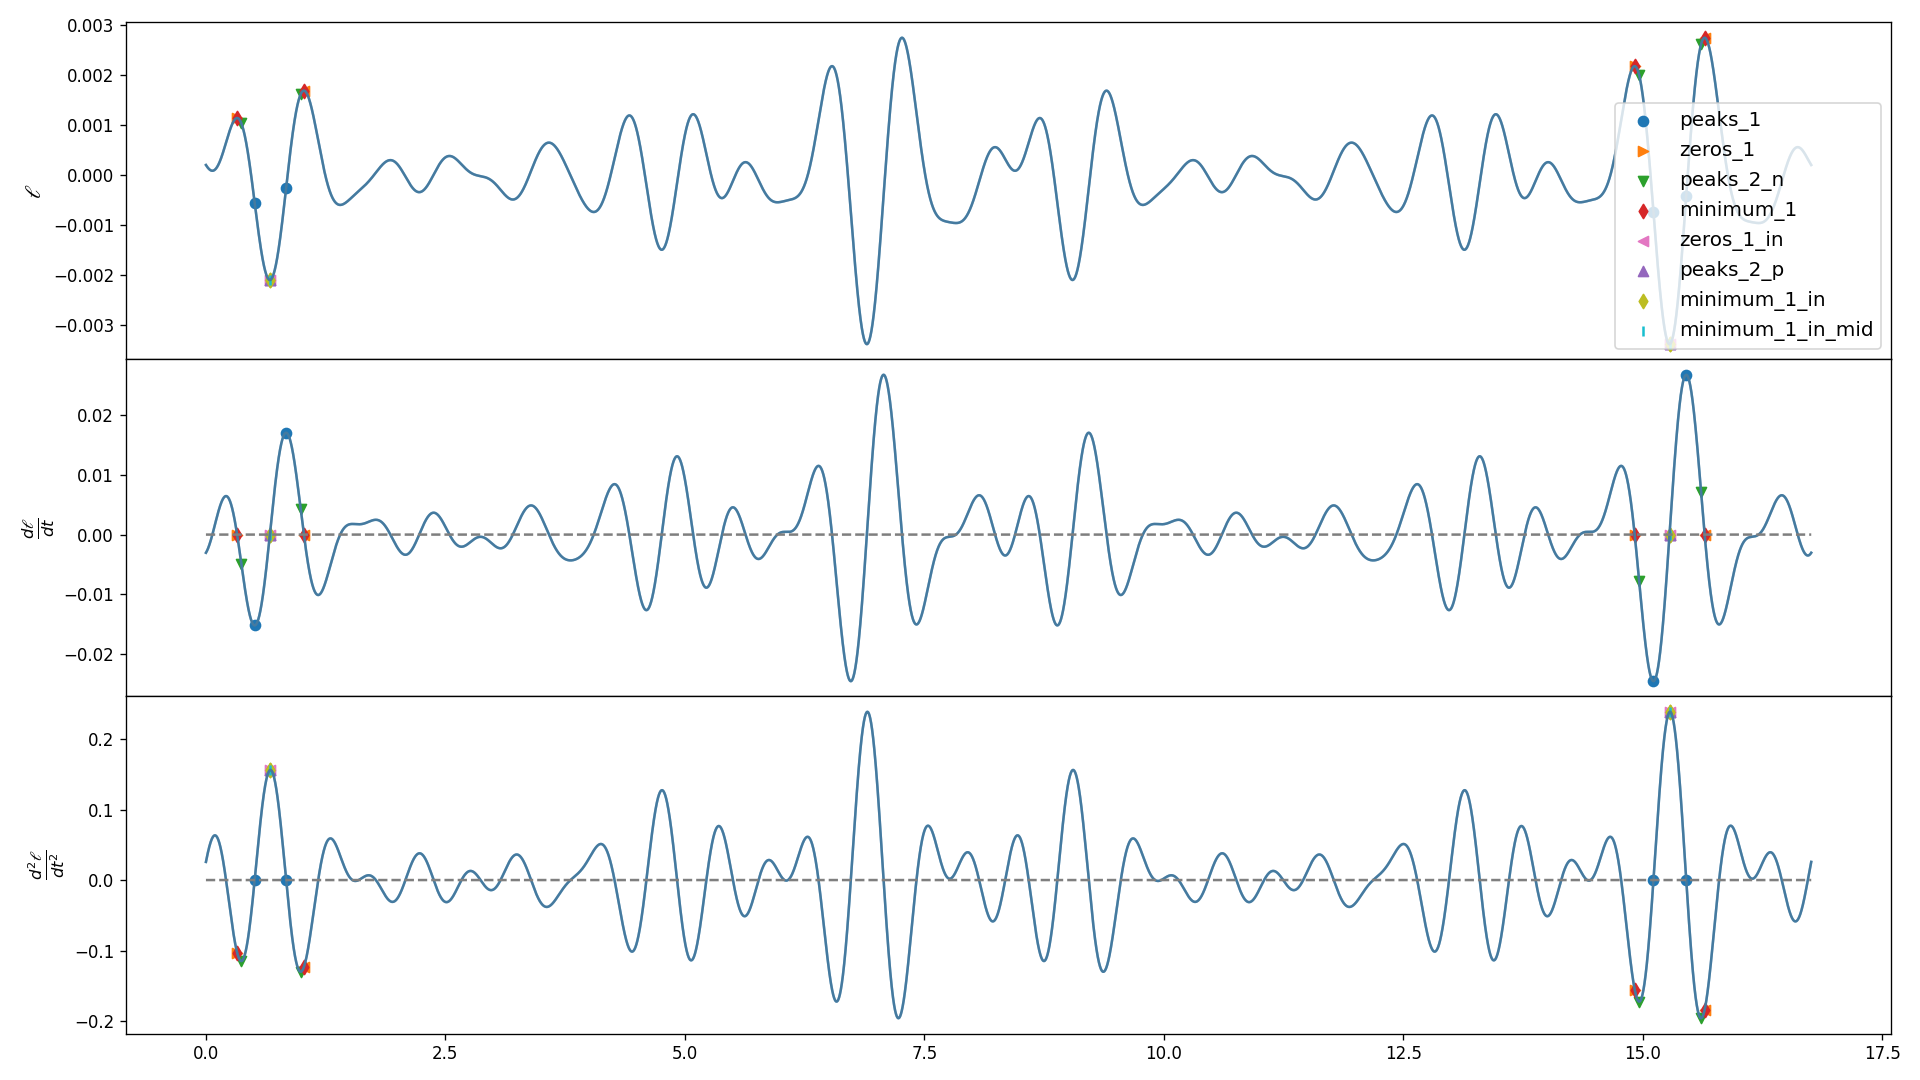 0.003
0.002
0.001
0.000
−0.001
−0.002
−0.003
ℓ
peaks_1
zeros_1
peaks_2_n
minimum_1
zeros_1_in
peaks_2_p
minimum_1_in
minimum_1_in_mid
0.02
0.01
0.00
−0.01
−0.02
dℓ
dt
0.2
0.1
0.0
−0.1
−0.2
d²ℓ
dt²
0.0 2.5 5.0 7.5 10.0 12.5 15.0 17.5